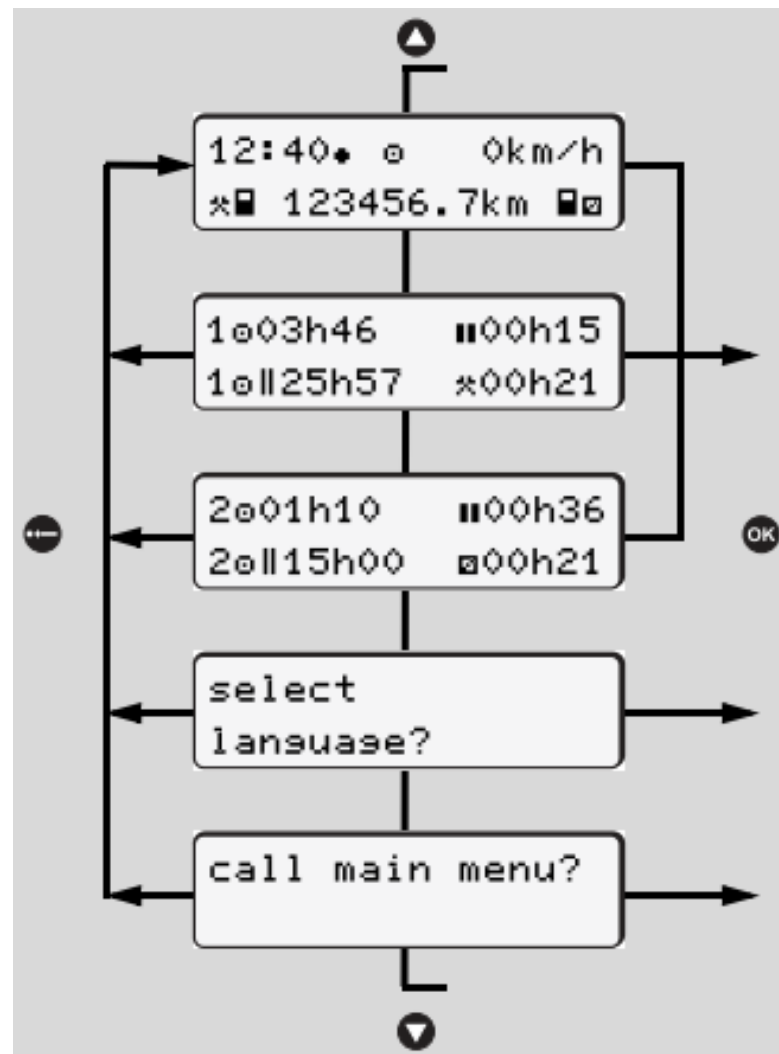 12:40● ⊙ 0km/h
⚒▮ 123456.7km ▮⧄
1⊙03h46 ▮▮00h15
1⊙||25h57 ⚒00h21
2⊙01h10 ▮▮00h36
2⊙||15h00 ⧄00h21
OK
select
language?
call main menu?